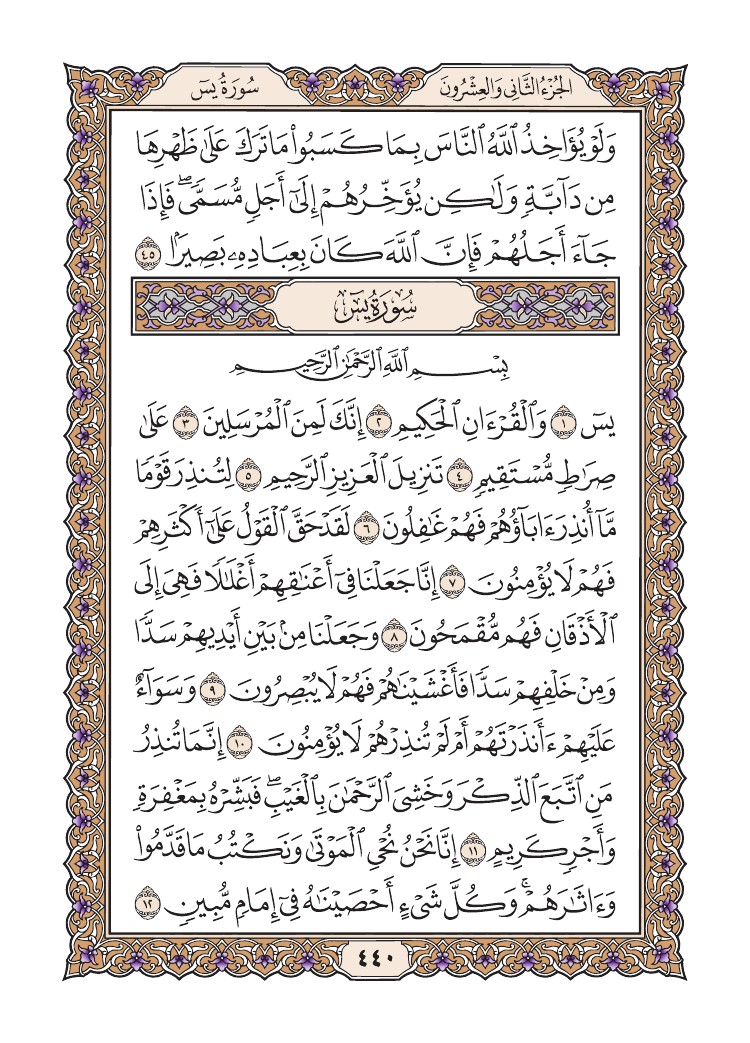 سُورَةُ يسٓ
الجُزْءُ الثَّانِي وَالعِشْرُونَ
وَلَوْ يُؤَاخِذُ ٱللَّهُ ٱلنَّاسَ بِمَا كَسَبُوا۟ مَا تَرَكَ عَلَىٰ ظَهْرِهَا
مِن دَآبَّةٍ وَلَـٰكِن يُؤَخِّرُهُمْ إِلَىٰٓ أَجَلٍ مُّسَمًّى ۖ فَإِذَا
جَآءَ أَجَلُهُمْ فَإِنَّ ٱللَّهَ كَانَ بِعِبَادِهِۦ بَصِيرًۢا ٤٥
سُورَةُ يسٓ
بِسْمِ ٱللَّهِ ٱلرَّحْمَـٰنِ ٱلرَّحِيمِ
يسٓ ١ وَٱلْقُرْءَانِ ٱلْحَكِيمِ ٢ إِنَّكَ لَمِنَ ٱلْمُرْسَلِينَ ٣ عَلَىٰ
صِرَٰطٍ مُّسْتَقِيمٍ ٤ تَنزِيلَ ٱلْعَزِيزِ ٱلرَّحِيمِ ٥ لِتُنذِرَ قَوْمًا
مَّآ أُنذِرَ ءَابَآؤُهُمْ فَهُمْ غَـٰفِلُونَ ٦ لَقَدْ حَقَّ ٱلْقَوْلُ عَلَىٰٓ أَكْثَرِهِمْ
فَهُمْ لَا يُؤْمِنُونَ ٧ إِنَّا جَعَلْنَا فِىٓ أَعْنَـٰقِهِمْ أَغْلَـٰلًا فَهِىَ إِلَى
ٱلْأَذْقَانِ فَهُم مُّقْمَحُونَ ٨ وَجَعَلْنَا مِنۢ بَيْنِ أَيْدِيهِمْ سَدًّا
وَمِنْ خَلْفِهِمْ سَدًّا فَأَغْشَيْنَـٰهُمْ فَهُمْ لَا يُبْصِرُونَ ٩ وَسَوَآءٌ
عَلَيْهِمْ ءَأَنذَرْتَهُمْ أَمْ لَمْ تُنذِرْهُمْ لَا يُؤْمِنُونَ ١٠ إِنَّمَا تُنذِرُ
مَنِ ٱتَّبَعَ ٱلذِّكْرَ وَخَشِىَ ٱلرَّحْمَـٰنَ بِٱلْغَيْبِ ۖ فَبَشِّرْهُ بِمَغْفِرَةٍ
وَأَجْرٍ كَرِيمٍ ١١ إِنَّا نَحْنُ نُحْىِ ٱلْمَوْتَىٰ وَنَكْتُبُ مَا قَدَّمُوا۟
وَءَاثَـٰرَهُمْ ۚ وَكُلَّ شَىْءٍ أَحْصَيْنَـٰهُ فِىٓ إِمَامٍ مُّبِينٍ ١٢
٤٤٠